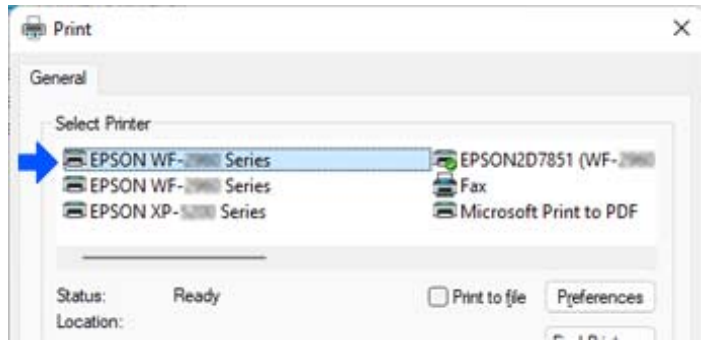 Print
General
Select Printer
EPSON WF- Series
EPSON2D7851 (WF-
EPSON WF- Series
Fax
EPSON XP- Series
Microsoft Print to PDF
Status: Ready
Print to file
Preferences
Location: